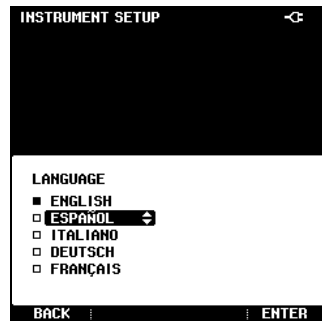 INSTRUMENT SETUP
LANGUAGE
ENGLISH
ESPAÑOL
ITALIANO
DEUTSCH
FRANÇAIS
BACK ENTER